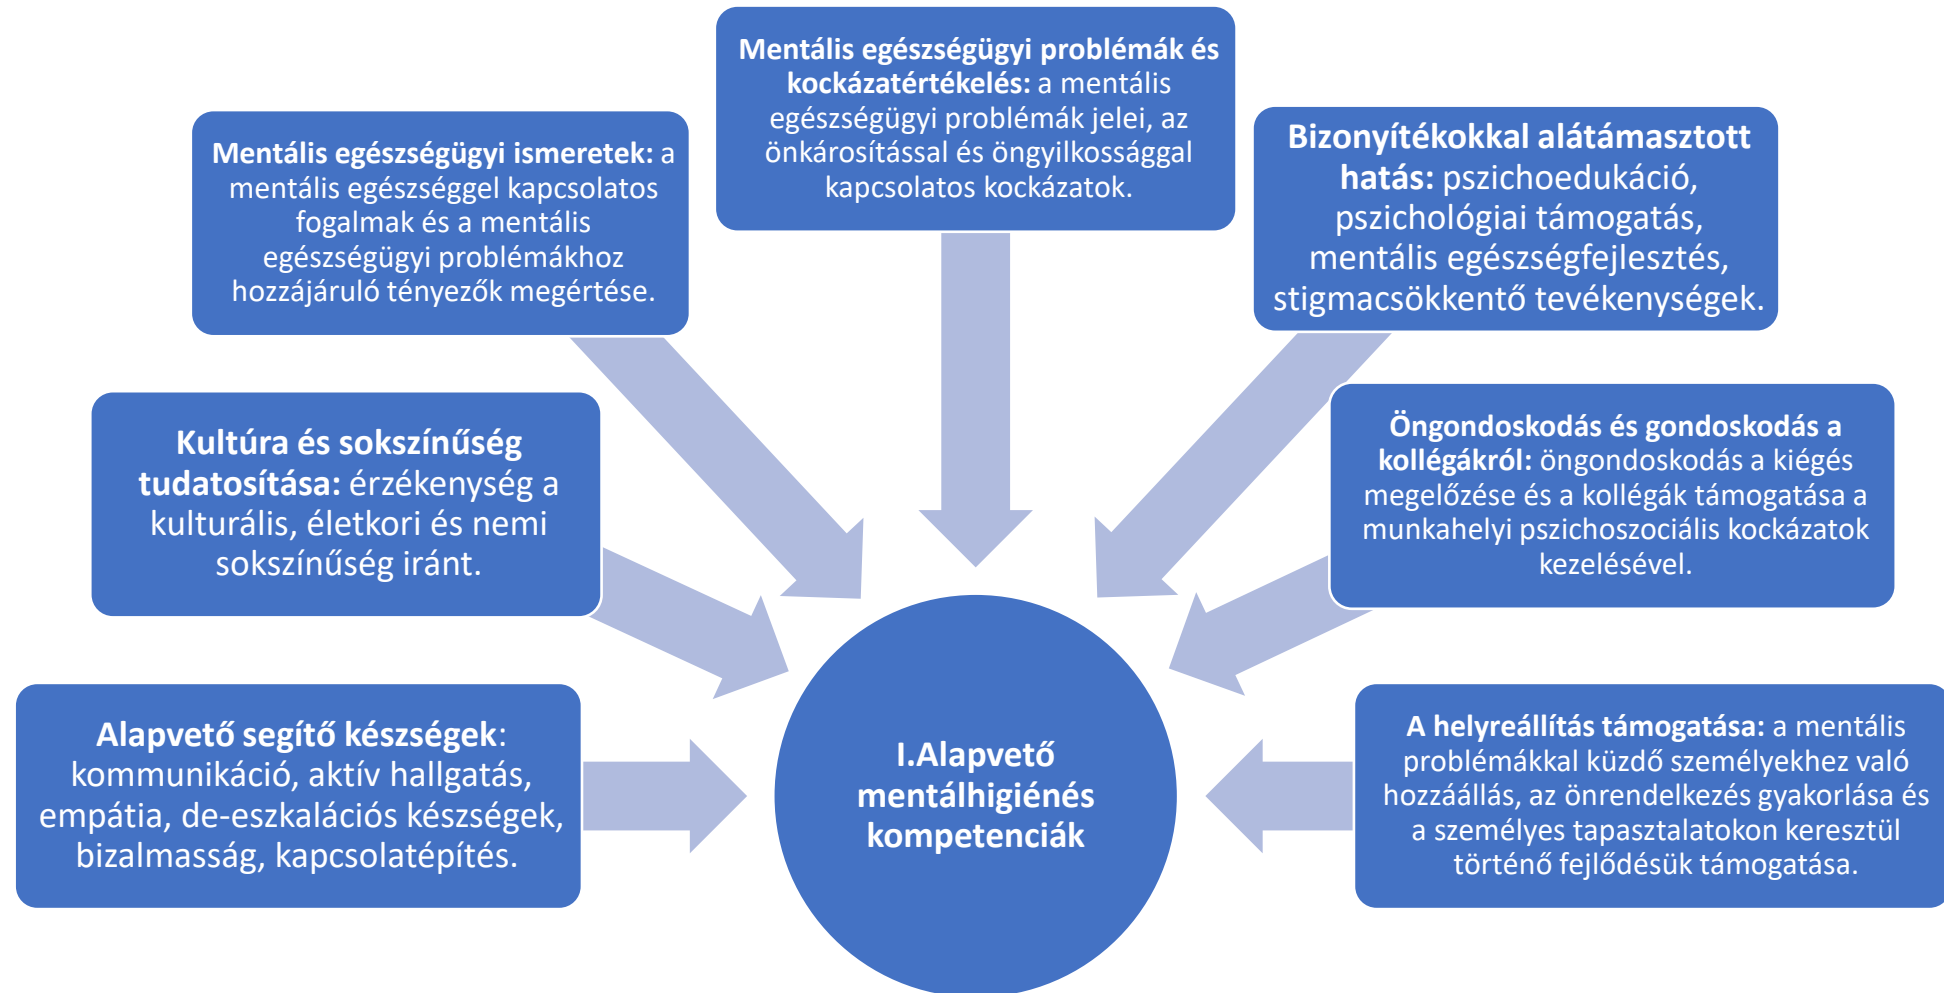 Mentális egészségügyi problémák és
kockázatértékelés: a mentális
egészségügyi problémák jelei, az
önkárosítással és öngyilkossággal
kapcsolatos kockázatok.
Mentális egészségügyi ismeretek: a
mentális egészséggel kapcsolatos
fogalmak és a mentális
egészségügyi problémákhoz
hozzájáruló tényezők megértése.
Bizonyítékokkal alátámasztott
hatás: pszichoedukáció,
pszichológiai támogatás,
mentális egészségfejlesztés,
stigmacsökkentő tevékenységek.
Kultúra és sokszínűség
tudatosítása: érzékenység a
kulturális, életkori és nemi
sokszínűség iránt.
Öngondoskodás és gondoskodás a
kollégákról: öngondoskodás a kiégés
megelőzése és a kollégák támogatása a
munkahelyi pszichoszociális kockázatok
kezelésével.
Alapvető segítő készségek:
kommunikáció, aktív hallgatás,
empátia, de-eszkalációs készségek,
bizalmasság, kapcsolatépítés.
I.Alapvető
mentálhigiénés
kompetenciák
A helyreállítás támogatása: a mentális
problémákkal küzdő személyekhez való
hozzáállás, az önrendelkezés gyakorlása és
a személyes tapasztalatokon keresztül
történő fejlődésük támogatása.